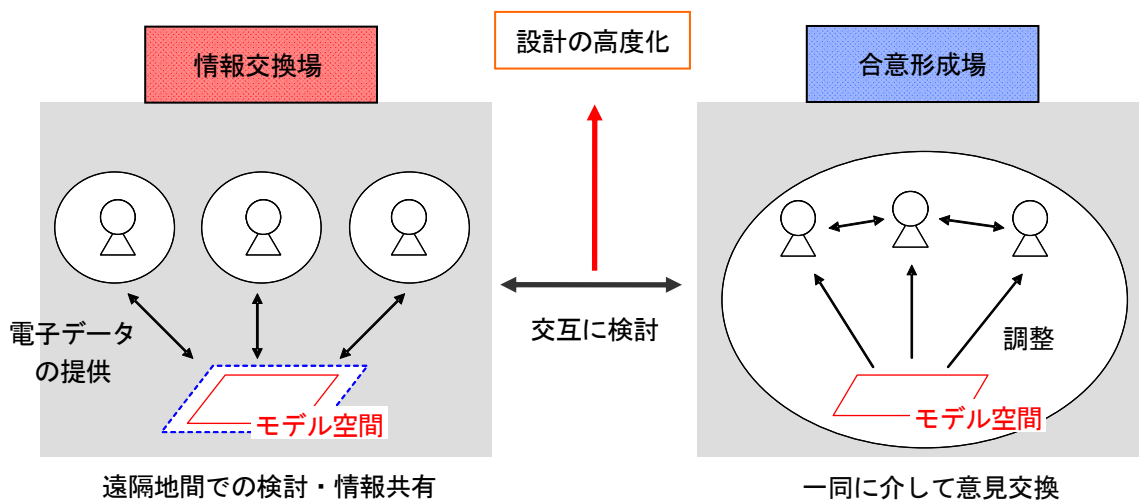 設計の高度化
情報交換場
合意形成場
電子データ
の提供
交互に検討
調整
モデル空間
モデル空間
遠隔地間での検討・情報共有
一同に介して意見交換